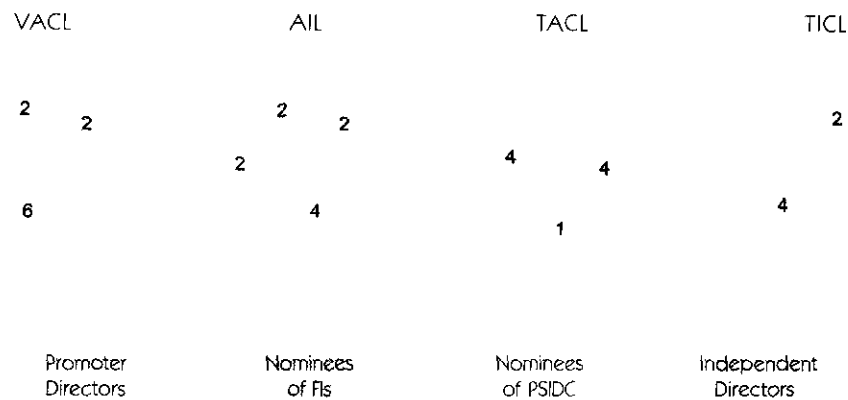 VACL AIL TACL TICL
2 2 2
2 2
2 4 4
6 4 4
1
Promoter Nominees Nominees Independent
Directors of FIs of PSIDC Directors